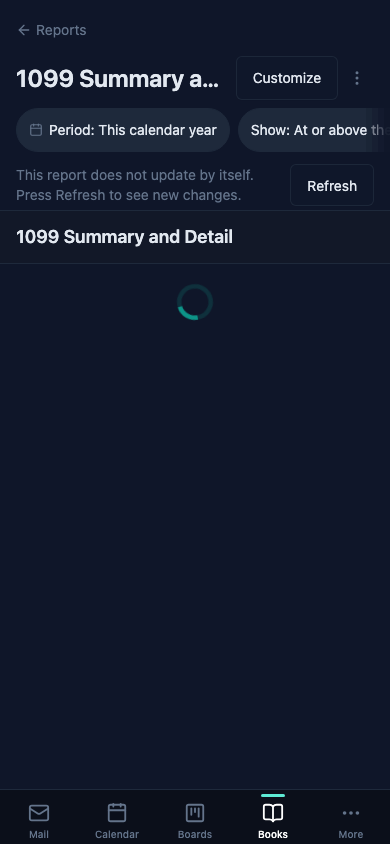 Reports
1099 Summary a...
Customize
Period: This calendar year
Show: At or above th
This report does not update by itself.
Press Refresh to see new changes.
Refresh
1099 Summary and Detail
Mail
Calendar
Boards
Books
More